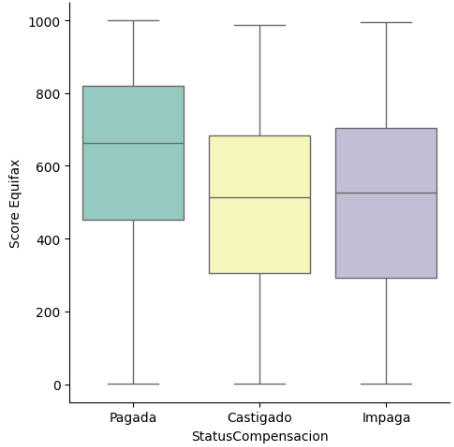 1000
800
600
400
200
0
Score Equifax
Pagada
Castigado
Impaga
StatusCompensacion